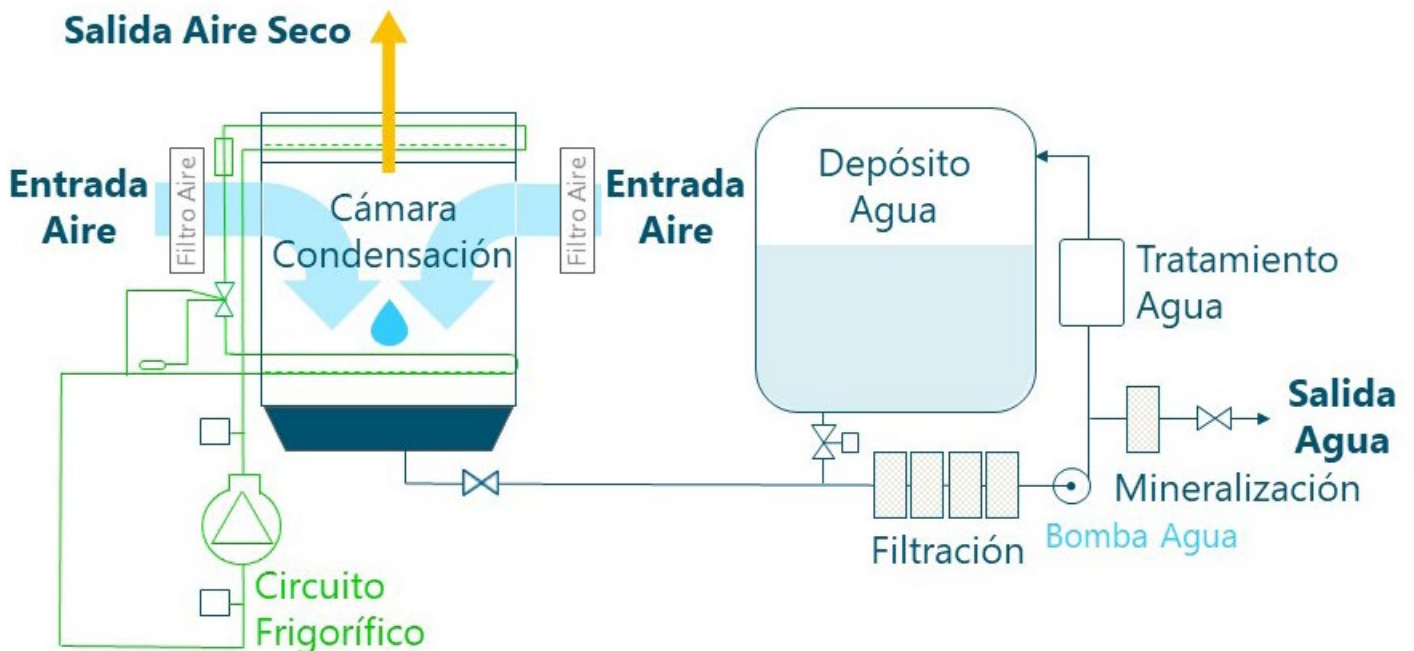 Salida Aire Seco
Entrada
Aire
Filtro Aire
Cámara
Condensación
Filtro Aire
Entrada
Aire
Depósito
Agua
Tratamiento
Agua
Salida
Agua
Mineralización
Bomba Agua
Filtración
Circuito
Frigorífico